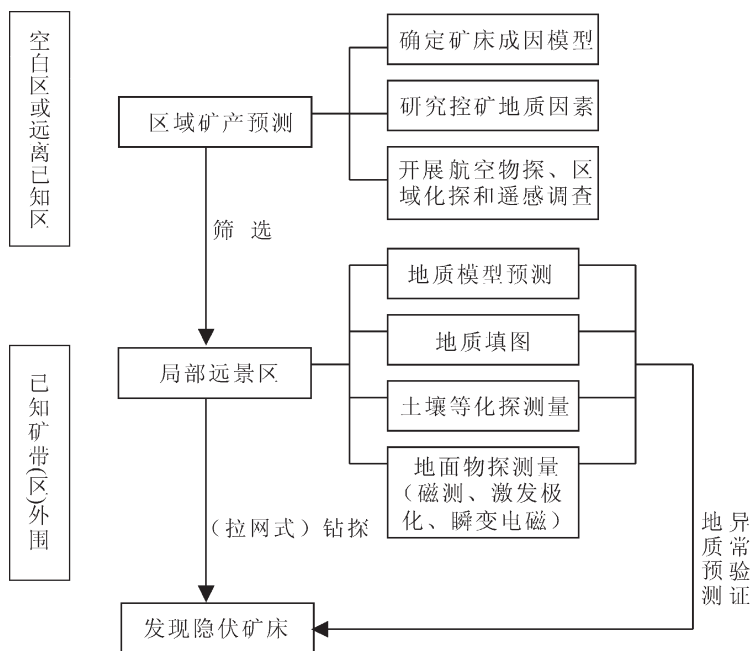 空白区或远离已知区
确定矿床成因模型
研究控矿地质因素
区域矿产预测
开展航空物探、区
域化探和遥感调查
筛 选
地质模型预测
地质填图
局部远景区
土壤等化探测量
已知矿带(区)外围
地面物探测量
(磁测、激发极
化、瞬变电磁)
(拉网式)钻探
异常验证
地质预测
发现隐伏矿床